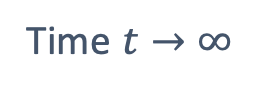 Time t → ∞